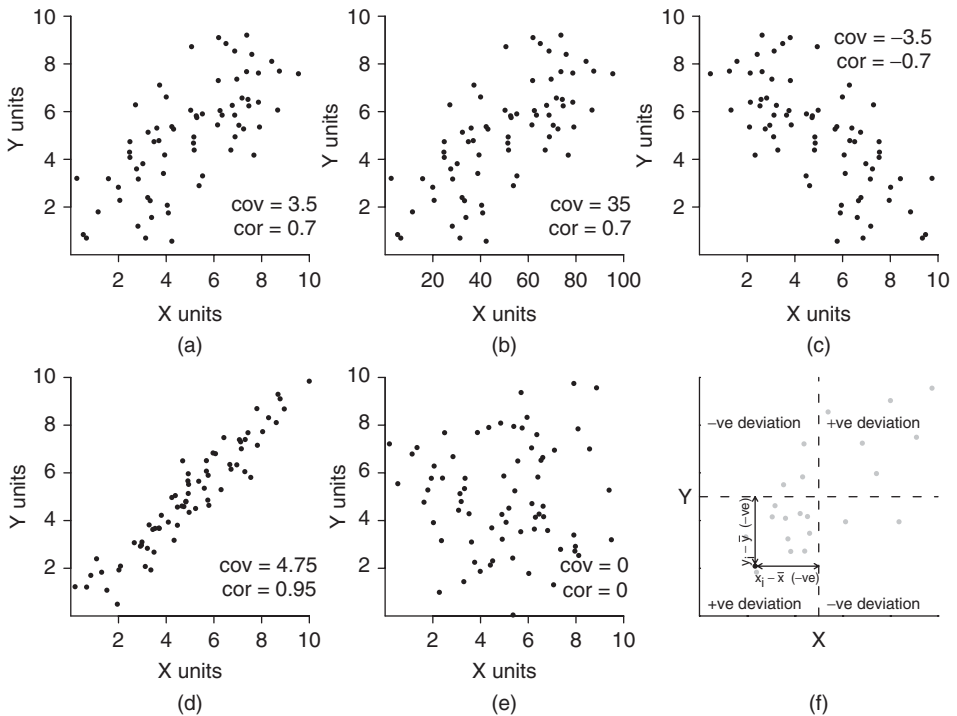 10
8
6
4
2
Y units
cov = 3.5
cor = 0.7
2 4 6 8 10
X units
(a)
10
8
6
4
2
Y units
cov = 35
cor = 0.7
20 40 60 80 100
X units
(b)
10
8
6
4
2
Y units
cov = −3.5
cor = −0.7
2 4 6 8 10
X units
(c)
10
8
6
4
2
Y units
cov = 4.75
cor = 0.95
2 4 6 8 10
X units
(d)
10
8
6
4
2
Y units
cov = 0
cor = 0
2 4 6 8 10
X units
(e)
−ve deviation +ve deviation
Y
yi − y̅ (−ve)
xi − x̅ (−ve)
+ve deviation −ve deviation
X
(f)